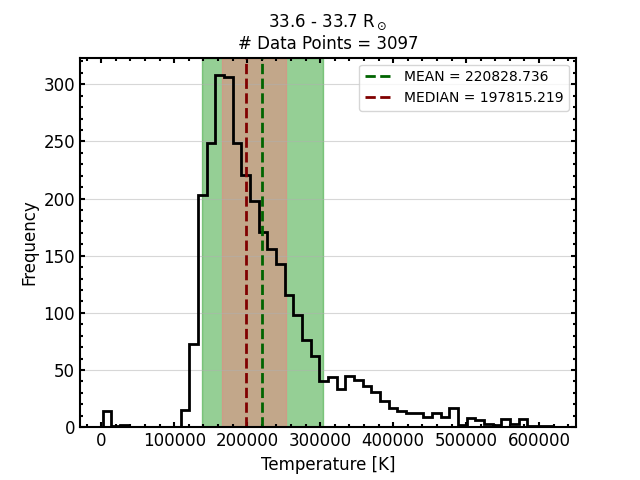 33.6 - 33.7 R⊙
# Data Points = 3097
MEAN = 220828.736
MEDIAN = 197815.219
Frequency
300
250
200
150
100
50
0
0 100000 200000 300000 400000 500000 600000
Temperature [K]